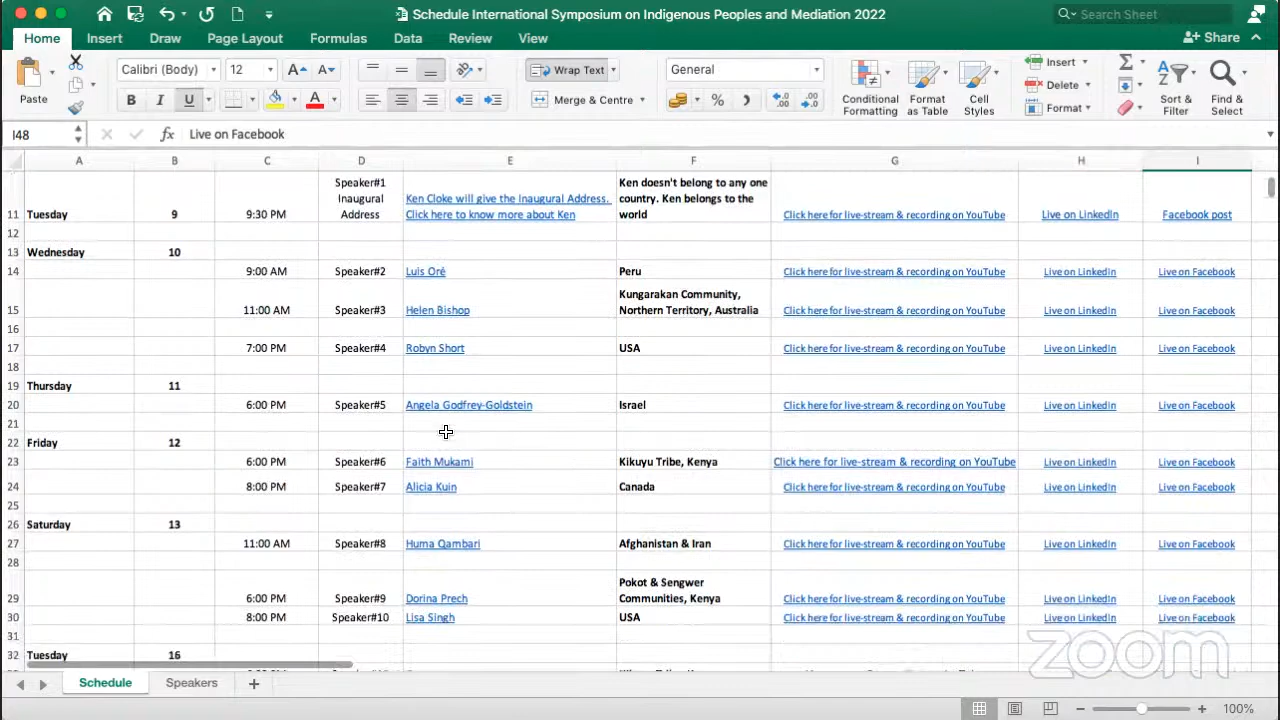 Schedule International Symposium on Indigenous Peoples and Mediation 2022
Search Sheet
Home Insert Draw Page Layout Formulas Data Review View
Share
Calibri (Body) 12 Wrap Text General
Paste
B I U Merge & Centre
Conditional Formatting
Format as Table
Cell Styles
Insert
Delete
Format
Sort & Filter
Find & Select
I48 fx Live on Facebook
A B C D E F G H I
11 Tuesday 9 9:30 PM Speaker#1 Inaugural Address Ken Cloke will give the Inaugural Address. Click here to know more about Ken Ken doesn't belong to any one country. Ken belongs to the world Click here for live-stream & recording on YouTube Live on LinkedIn Facebook post
12
13 Wednesday 10
14 9:00 AM Speaker#2 Luis Oré Peru Click here for live-stream & recording on YouTube Live on LinkedIn Live on Facebook
15 11:00 AM Speaker#3 Helen Bishop Kungarakan Community, Northern Territory, Australia Click here for live-stream & recording on YouTube Live on LinkedIn Live on Facebook
16
17 7:00 PM Speaker#4 Robyn Short USA Click here for live-stream & recording on YouTube Live on LinkedIn Live on Facebook
18
19 Thursday 11
20 6:00 PM Speaker#5 Angela Godfrey-Goldstein Israel Click here for live-stream & recording on YouTube Live on LinkedIn Live on Facebook
21
22 Friday 12
23 6:00 PM Speaker#6 Faith Mukami Kikuyu Tribe, Kenya Click here for live-stream & recording on YouTube Live on LinkedIn Live on Facebook
24 8:00 PM Speaker#7 Alicia Kuin Canada Click here for live-stream & recording on YouTube Live on LinkedIn Live on Facebook
25
26 Saturday 13
27 11:00 AM Speaker#8 Huma Qambari Afghanistan & Iran Click here for live-stream & recording on YouTube Live on LinkedIn Live on Facebook
28
29 6:00 PM Speaker#9 Dorina Prech Pokot & Sengwer Communities, Kenya Click here for live-stream & recording on YouTube Live on LinkedIn Live on Facebook
30 8:00 PM Speaker#10 Lisa Singh USA Click here for live-stream & recording on YouTube Live on LinkedIn Live on Facebook
31
32 Tuesday 16
zoom
Schedule Speakers
100%